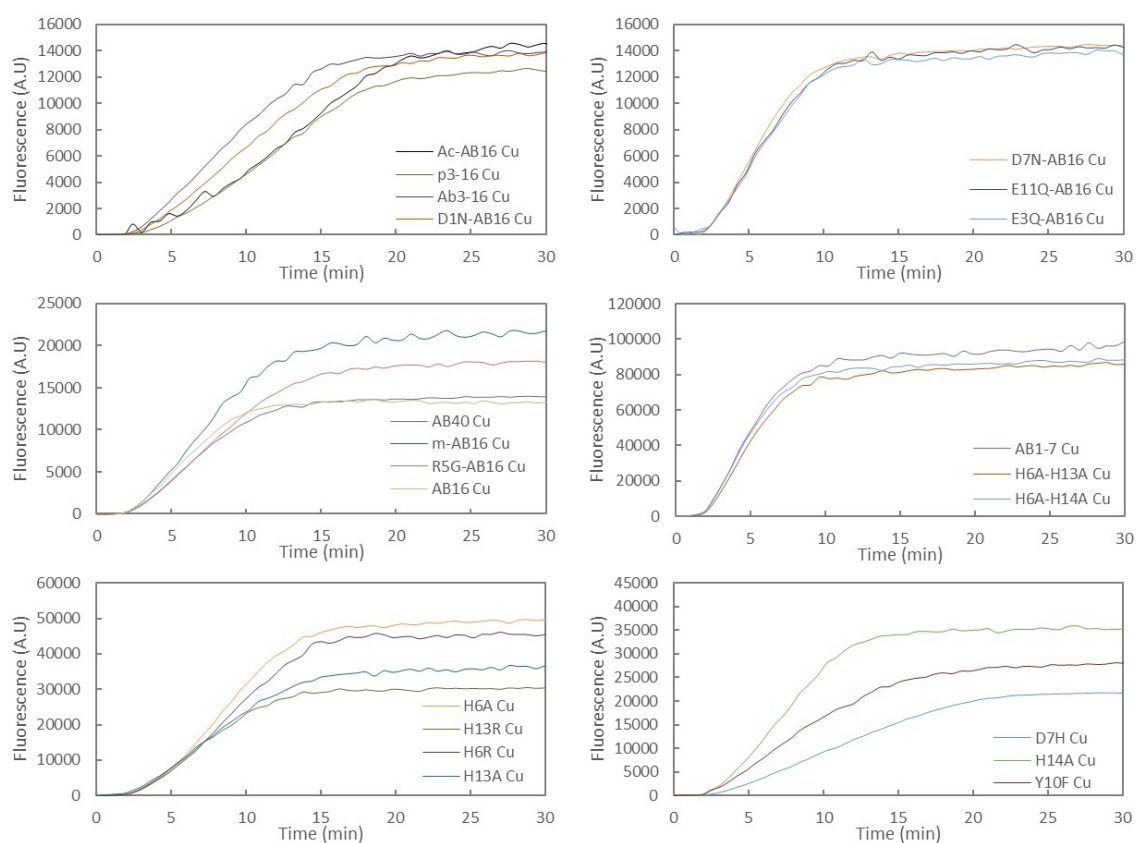 Fluorescence (A.U)
16000
14000
12000
10000
8000
6000
4000
2000
0
0 5 10 15 20 25 30
Time (min)
Ac-AB16 Cu
p3-16 Cu
Ab3-16 Cu
D1N-AB16 Cu
Fluorescence (A.U)
16000
14000
12000
10000
8000
6000
4000
2000
0
0 5 10 15 20 25 30
Time (min)
D7N-AB16 Cu
E11Q-AB16 Cu
E3Q-AB16 Cu
Fluorescence (A.U)
25000
20000
15000
10000
5000
0
0 5 10 15 20 25 30
Time (min)
AB40 Cu
m-AB16 Cu
R5G-AB16 Cu
AB16 Cu
Fluorescence (A.U)
120000
100000
80000
60000
40000
20000
0
0 5 10 15 20 25 30
Time (min)
AB1-7 Cu
H6A-H13A Cu
H6A-H14A Cu
Fluorescence (A.U)
60000
50000
40000
30000
20000
10000
0
0 5 10 15 20 25 30
Time (min)
H6A Cu
H13R Cu
H6R Cu
H13A Cu
Fluorescence (A.U)
45000
40000
35000
30000
25000
20000
15000
10000
5000
0
0 5 10 15 20 25 30
Time (min)
D7H Cu
H14A Cu
Y10F Cu